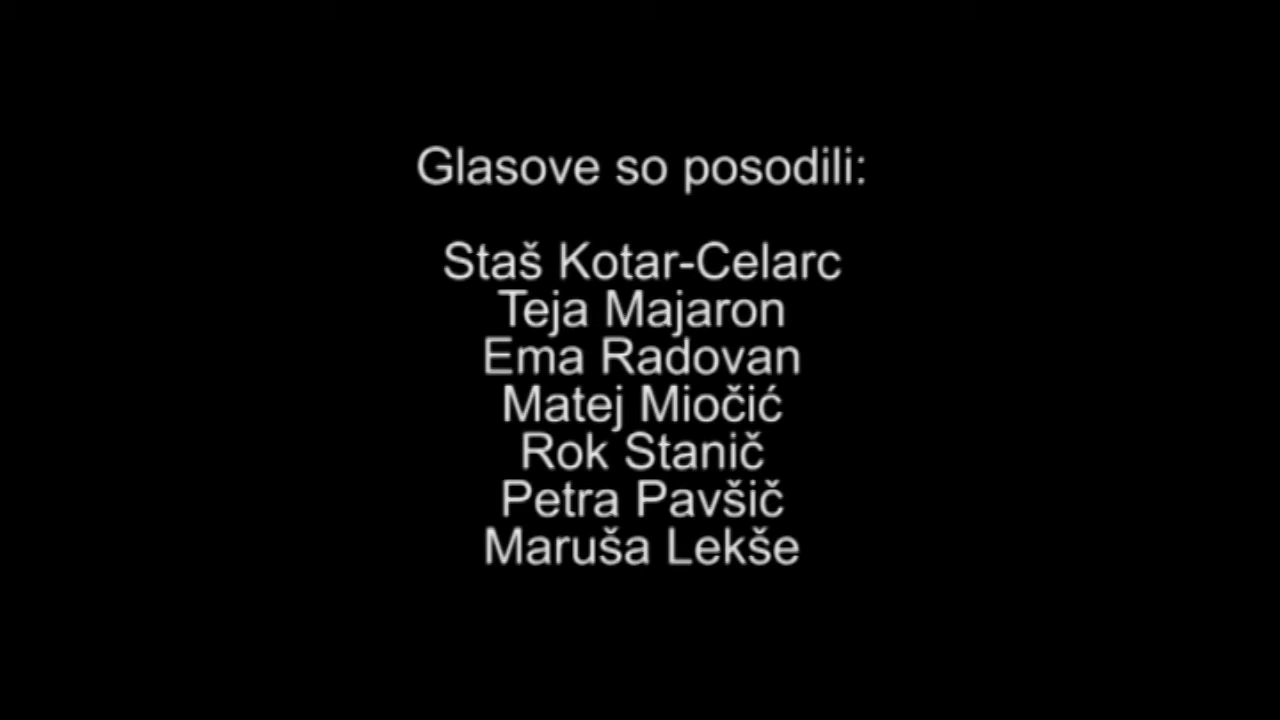 Glasove so posodili:
Staš Kotar-Celarc
Teja Majaron
Ema Radovan
Matej Miočić
Rok Stanič
Petra Pavšič
Maruša Lekše